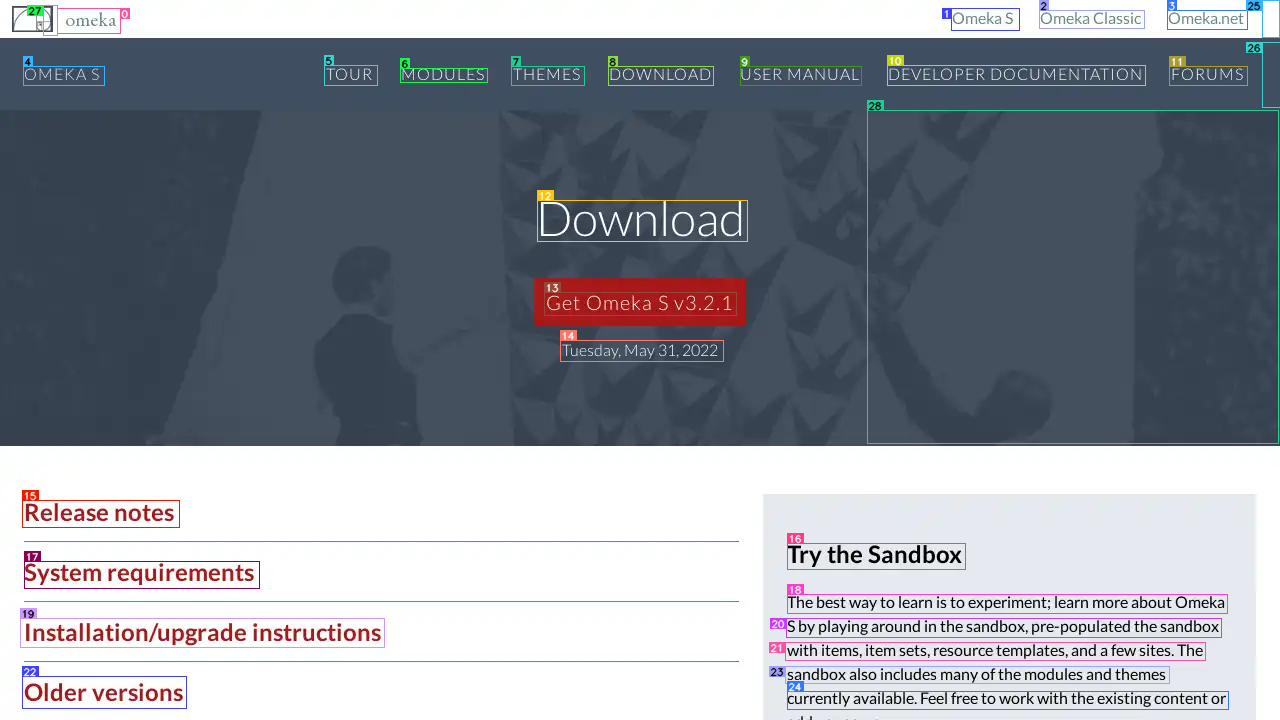 omeka
Omeka S
Omeka Classic
Omeka.net
OMEKA S
TOUR
MODULES
THEMES
DOWNLOAD
USER MANUAL
DEVELOPER DOCUMENTATION
FORUMS
Download
Get Omeka S v3.2.1
Tuesday, May 31, 2022
Release notes
System requirements
Installation/upgrade instructions
Older versions
Try the Sandbox
The best way to learn is to experiment; learn more about Omeka
S by playing around in the sandbox, pre-populated the sandbox
with items, item sets, resource templates, and a few sites. The
sandbox also includes many of the modules and themes
currently available. Feel free to work with the existing content or